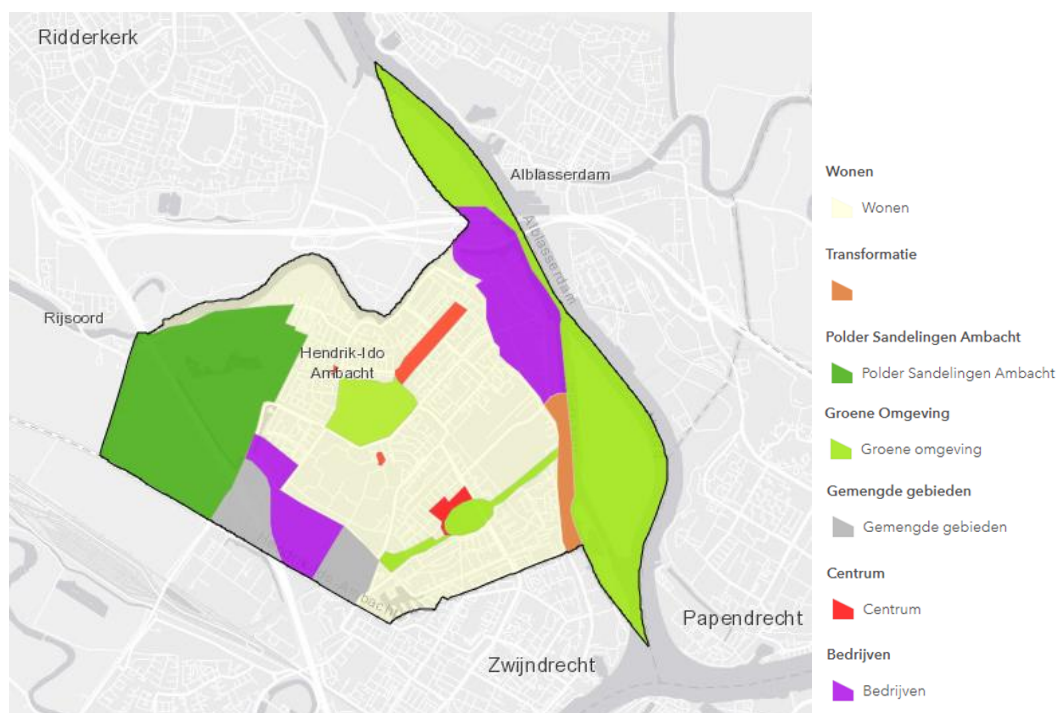 Ridderkerk
Alblasserdam
Alblasserdam
Rijsoord
Hendrik-Ido
Ambacht
Papendrecht
Zwijndrecht
Wonen
Wonen
Transformatie
Polder Sandelingen Ambacht
Polder Sandelingen Ambacht
Groene Omgeving
Groene omgeving
Gemengde gebieden
Gemengde gebieden
Centrum
Centrum
Bedrijven
Bedrijven